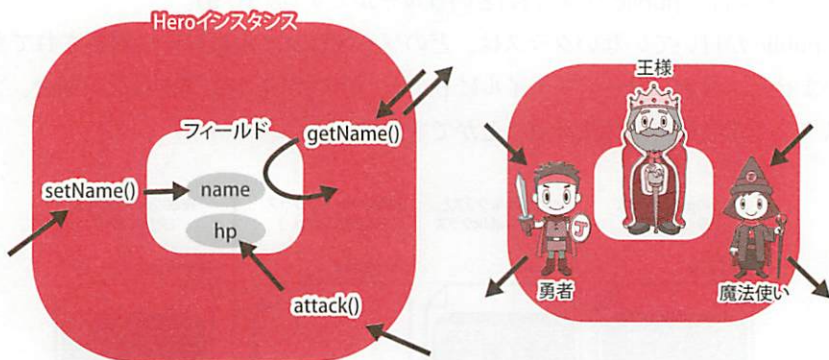 Heroインスタンス
フィールド
getName()
setName()
name
hp
attack()
王様
J
勇者
魔法使い